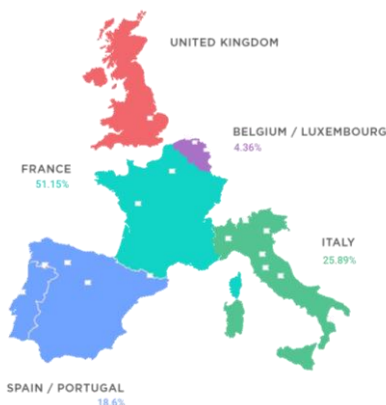 UNITED KINGDOM
BELGIUM / LUXEMBOURG
4.36%
FRANCE
51.15%
ITALY
25.89%
SPAIN / PORTUGAL
18.6%